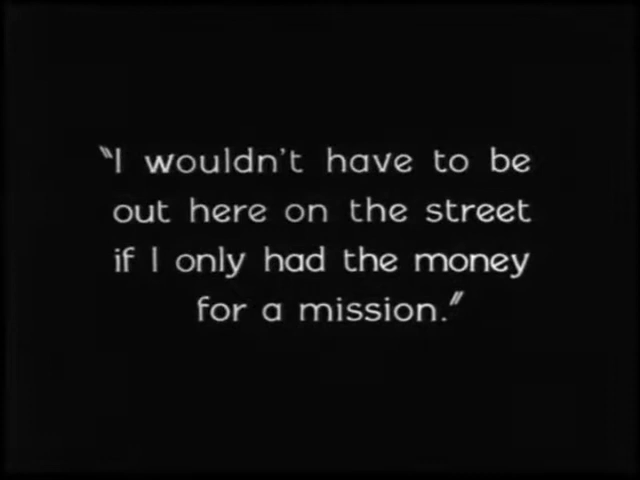 "I wouldn't have to be
out here on the street
if I only had the money
for a mission."